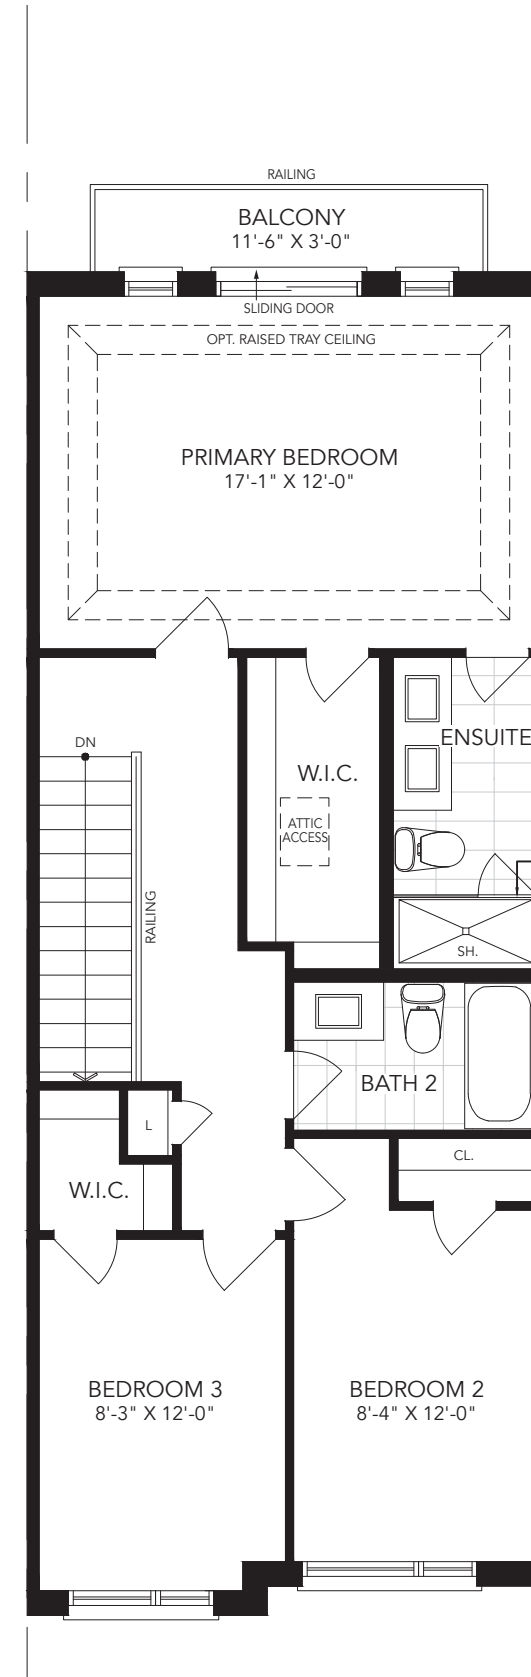 RAILING
BALCONY
11'-6" X 3'-0"
SLIDING DOOR
OPT. RAISED TRAY CEILING
PRIMARY BEDROOM
17'-1" X 12'-0"
DN
ENSUITE
W.I.C.
ATTIC
ACCESS
RAILING
SH.
BATH 2
L
CL.
W.I.C.
BEDROOM 3
8'-3" X 12'-0"
BEDROOM 2
8'-4" X 12'-0"